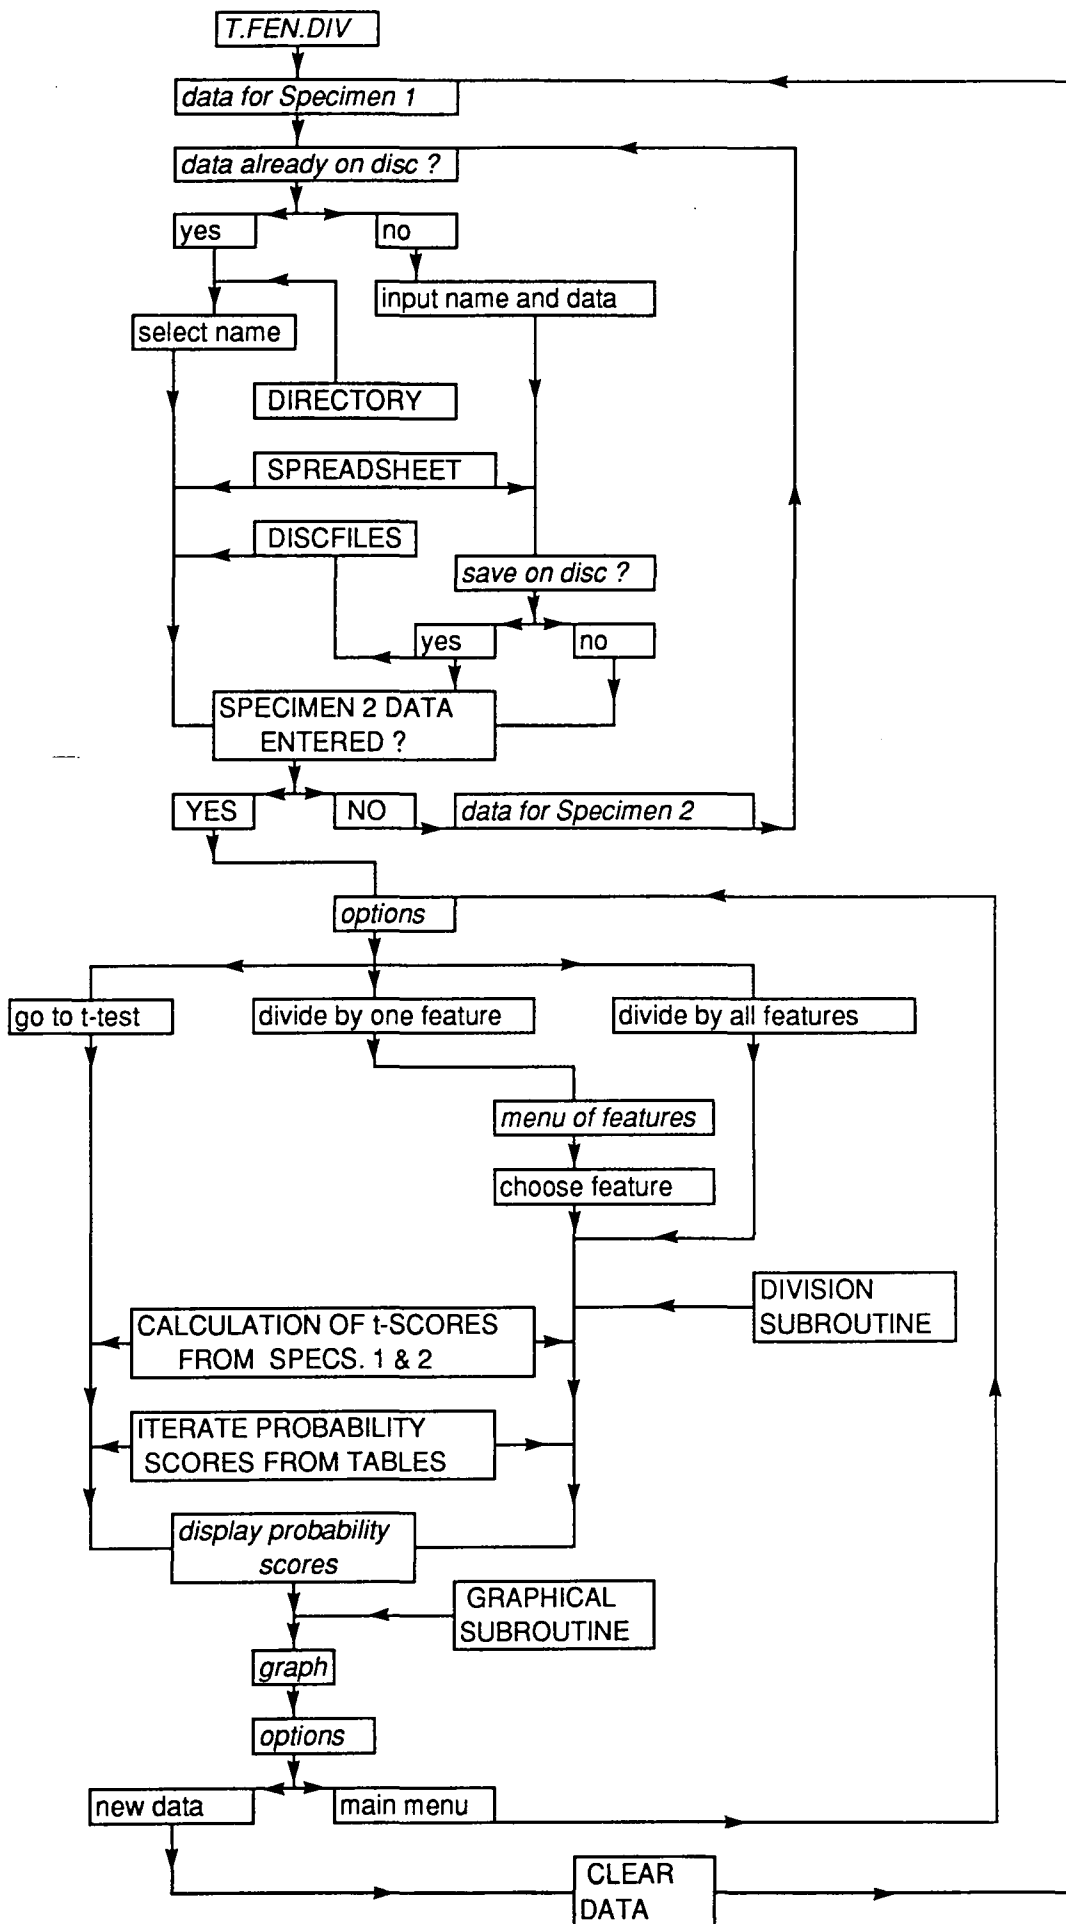 T.FEN.DIV
data for Specimen 1
data already on disc ?
yes
no
input name and data
select name
DIRECTORY
SPREADSHEET
DISCFILES
save on disc ?
yes
no
SPECIMEN 2 DATA
ENTERED ?
YES
NO
data for Specimen 2
options
go to t-test
divide by one feature
divide by all features
menu of features
choose feature
DIVISION
SUBROUTINE
CALCULATION OF t-SCORES
FROM SPECS. 1 & 2
ITERATE PROBABILITY
SCORES FROM TABLES
display probability
scores
GRAPHICAL
SUBROUTINE
graph
options
new data
main menu
CLEAR
DATA